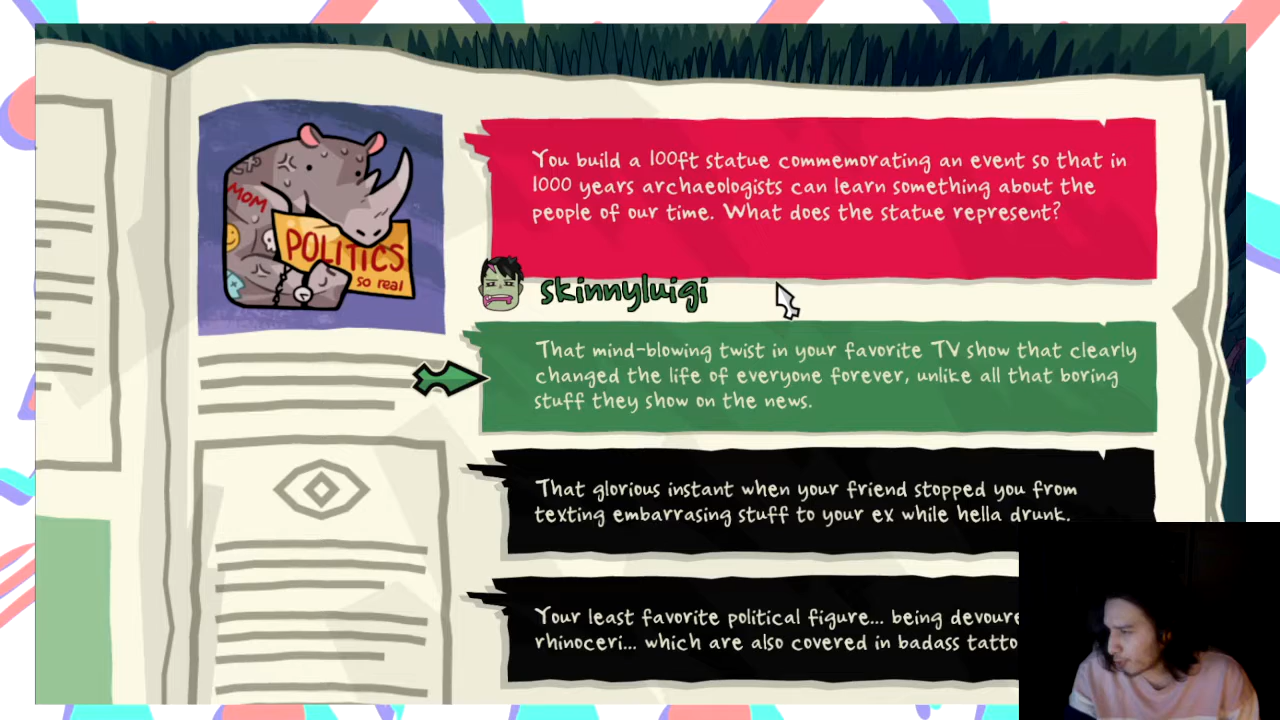 MOM
POLITICS
so real
You build a 100ft statue commemorating an event so that in
1000 years archaeologists can learn something about the
people of our time. What does the statue represent?
skinnyluigi
That mind-blowing twist in your favorite TV show that clearly
changed the life of everyone forever, unlike all that boring
stuff they show on the news.
That glorious instant when your friend stopped you from
texting embarrasing stuff to your ex while hella drunk.
Your least favorite political figure... being
rhinoceri... which are also covered in badass